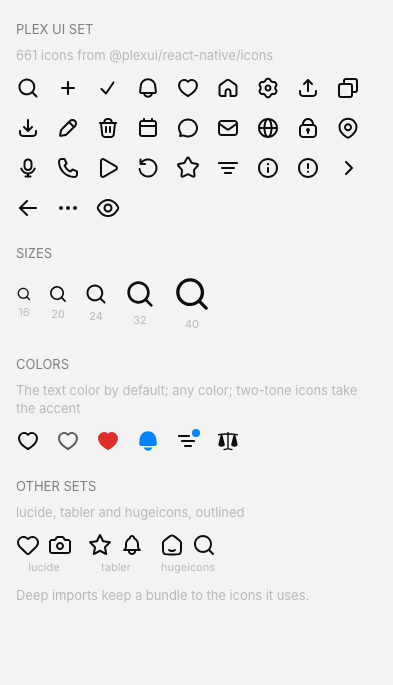 PLEX UI SET
661 icons from @plexui/react-native/icons
SIZES
16 20 24 32 40
COLORS
The text color by default; any color; two-tone icons take
the accent
OTHER SETS
lucide, tabler and hugeicons, outlined
lucide tabler hugeicons
Deep imports keep a bundle to the icons it uses.